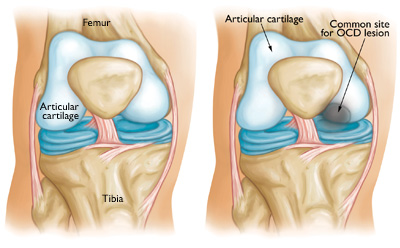 Femur
Articular
cartilage
Tibia
Articular cartilage
Common site
for OCD lesion